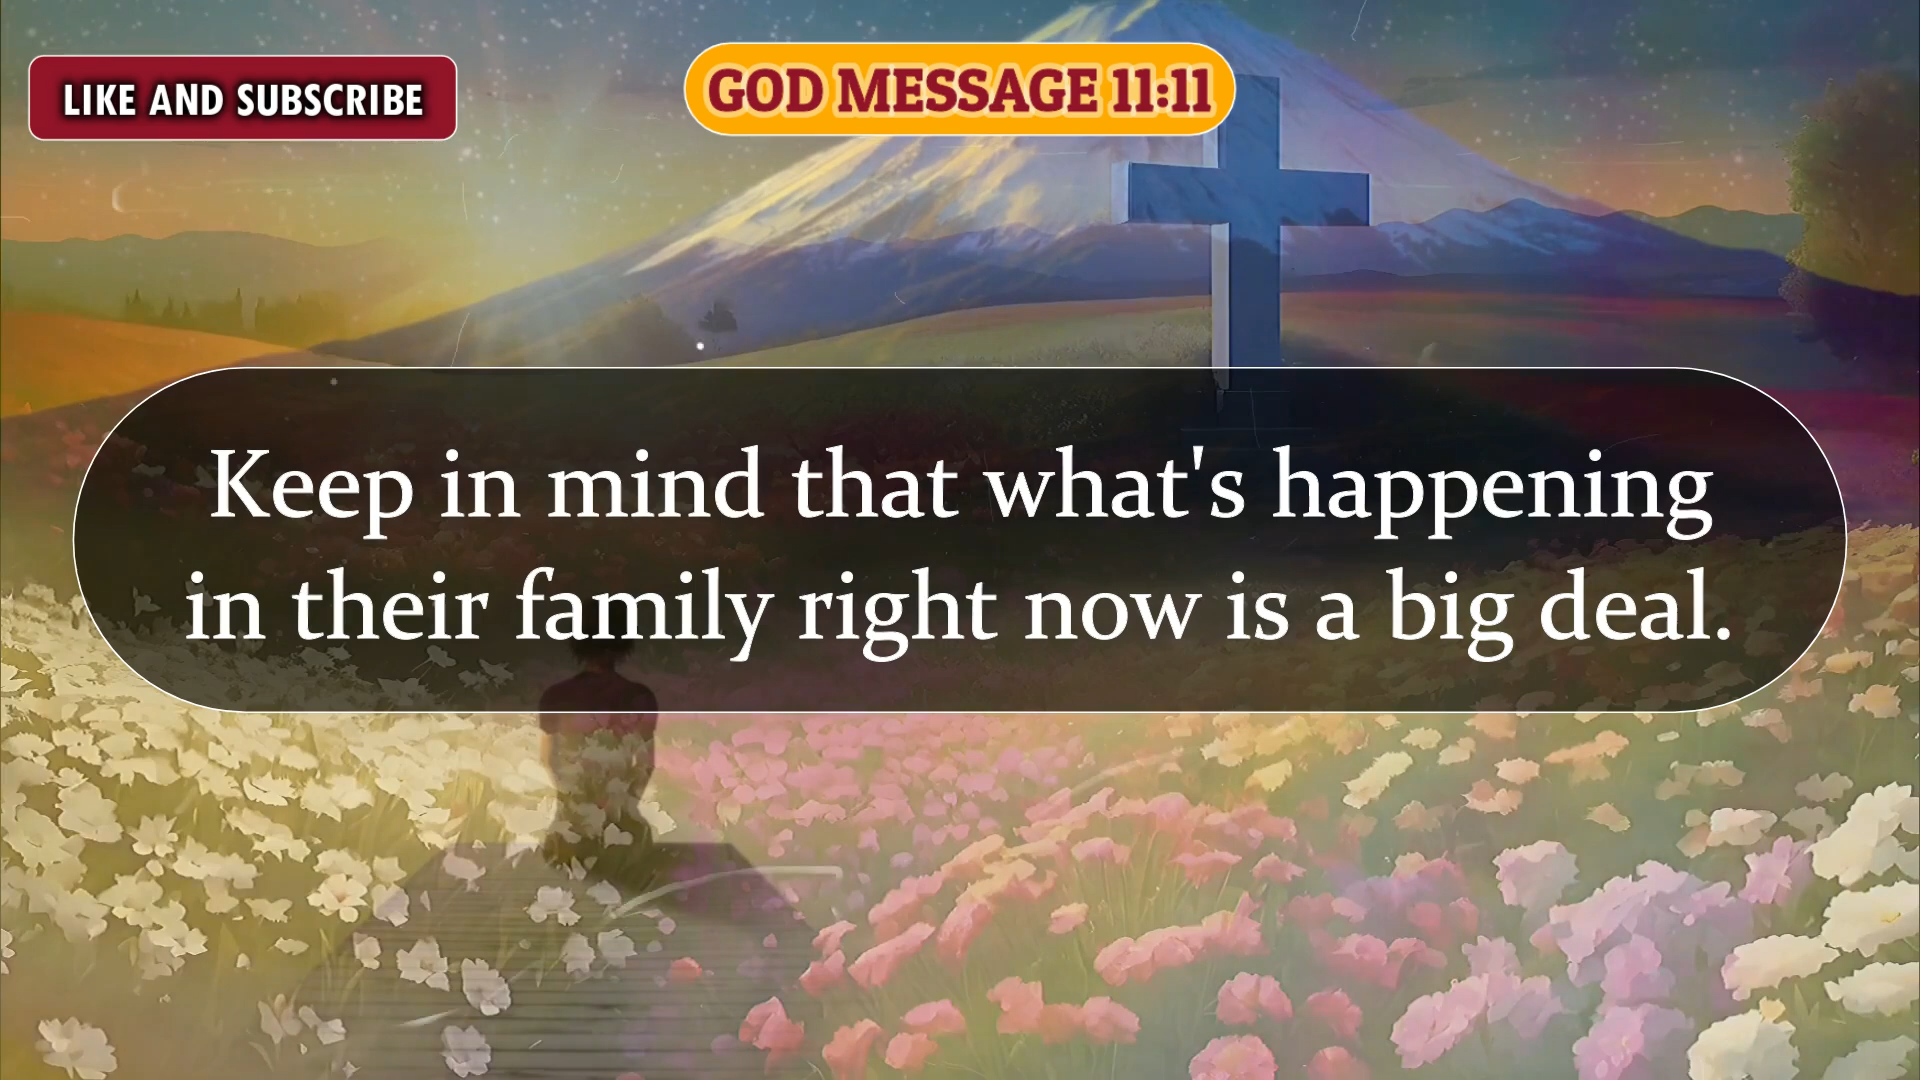 LIKE AND SUBSCRIBE
GOD MESSAGE 11:11
Keep in mind that what's happening
in their family right now is a big deal.